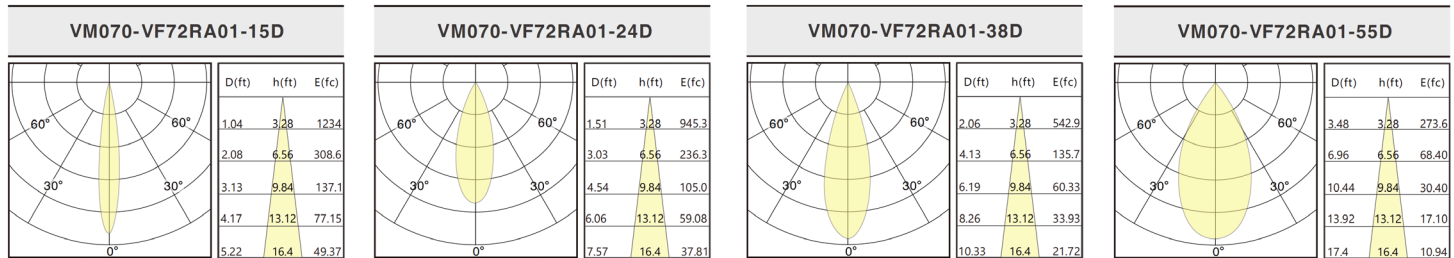 VM070-VF72RA01-15D
D(ft) h(ft) E(fc)
1.04 3.28 1234
2.08 6.56 308.6
3.13 9.84 137.1
4.17 13.12 77.15
5.22 16.4 49.37
60° 60°
30° 30°
0°
VM070-VF72RA01-24D
D(ft) h(ft) E(fc)
1.51 3.28 945.3
3.03 6.56 236.3
4.54 9.84 105.0
6.06 13.12 59.08
7.57 16.4 37.81
60° 60°
30° 30°
0°
VM070-VF72RA01-38D
D(ft) h(ft) E(fc)
2.06 3.28 542.9
4.13 6.56 135.7
6.19 9.84 60.33
8.26 13.12 33.93
10.33 16.4 21.72
60° 60°
30° 30°
0°
VM070-VF72RA01-55D
D(ft) h(ft) E(fc)
3.48 3.28 273.6
6.96 6.56 68.40
10.44 9.84 30.40
13.92 13.12 17.10
17.4 16.4 10.94
60° 60°
30° 30°
0°